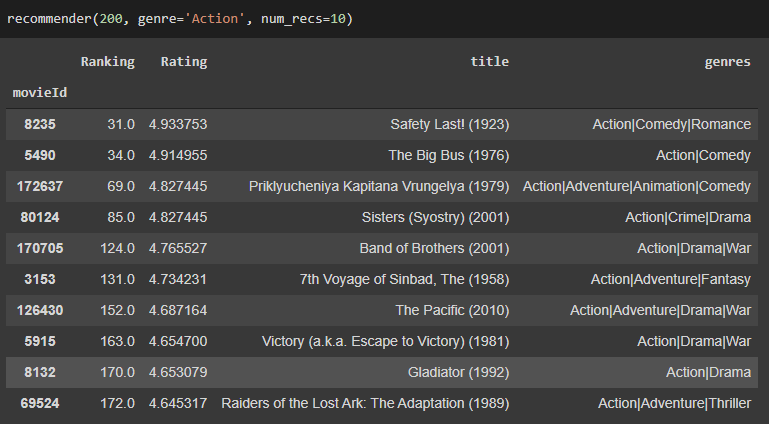 recommender(200, genre='Action', num_recs=10)
Ranking Rating title genres
movieId
8235 31.0 4.933753 Safety Last! (1923) Action|Comedy|Romance
5490 34.0 4.914955 The Big Bus (1976) Action|Comedy
172637 69.0 4.827445 Priklyucheniya Kapitana Vrungelya (1979) Action|Adventure|Animation|Comedy
80124 85.0 4.827445 Sisters (Syostry) (2001) Action|Crime|Drama
170705 124.0 4.765527 Band of Brothers (2001) Action|Drama|War
3153 131.0 4.734231 7th Voyage of Sinbad, The (1958) Action|Adventure|Fantasy
126430 152.0 4.687164 The Pacific (2010) Action|Adventure|Drama|War
5915 163.0 4.654700 Victory (a.k.a. Escape to Victory) (1981) Action|Drama|War
8132 170.0 4.653079 Gladiator (1992) Action|Drama
69524 172.0 4.645317 Raiders of the Lost Ark: The Adaptation (1989) Action|Adventure|Thriller